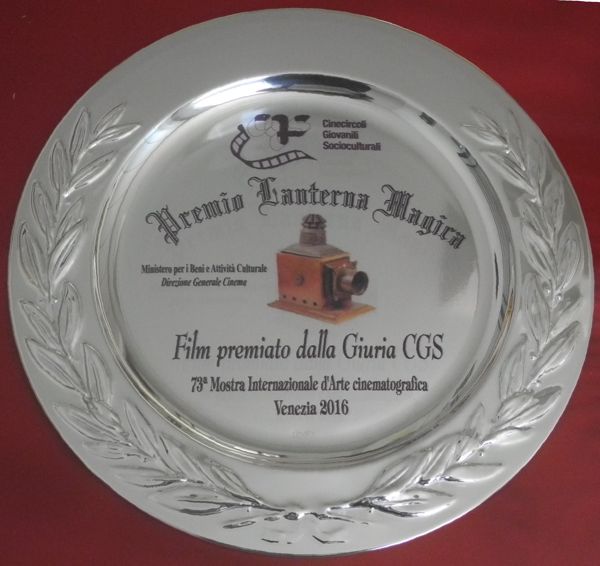 Cinecircoli
Giovanili
Socioculturali
Premio Lanterna Magica
Ministero per i Beni e Attività Culturale
Direzione Generale Cinema
Film premiato dalla Giuria CGS
73ª Mostra Internazionale d'Arte cinematografica
Venezia 2016